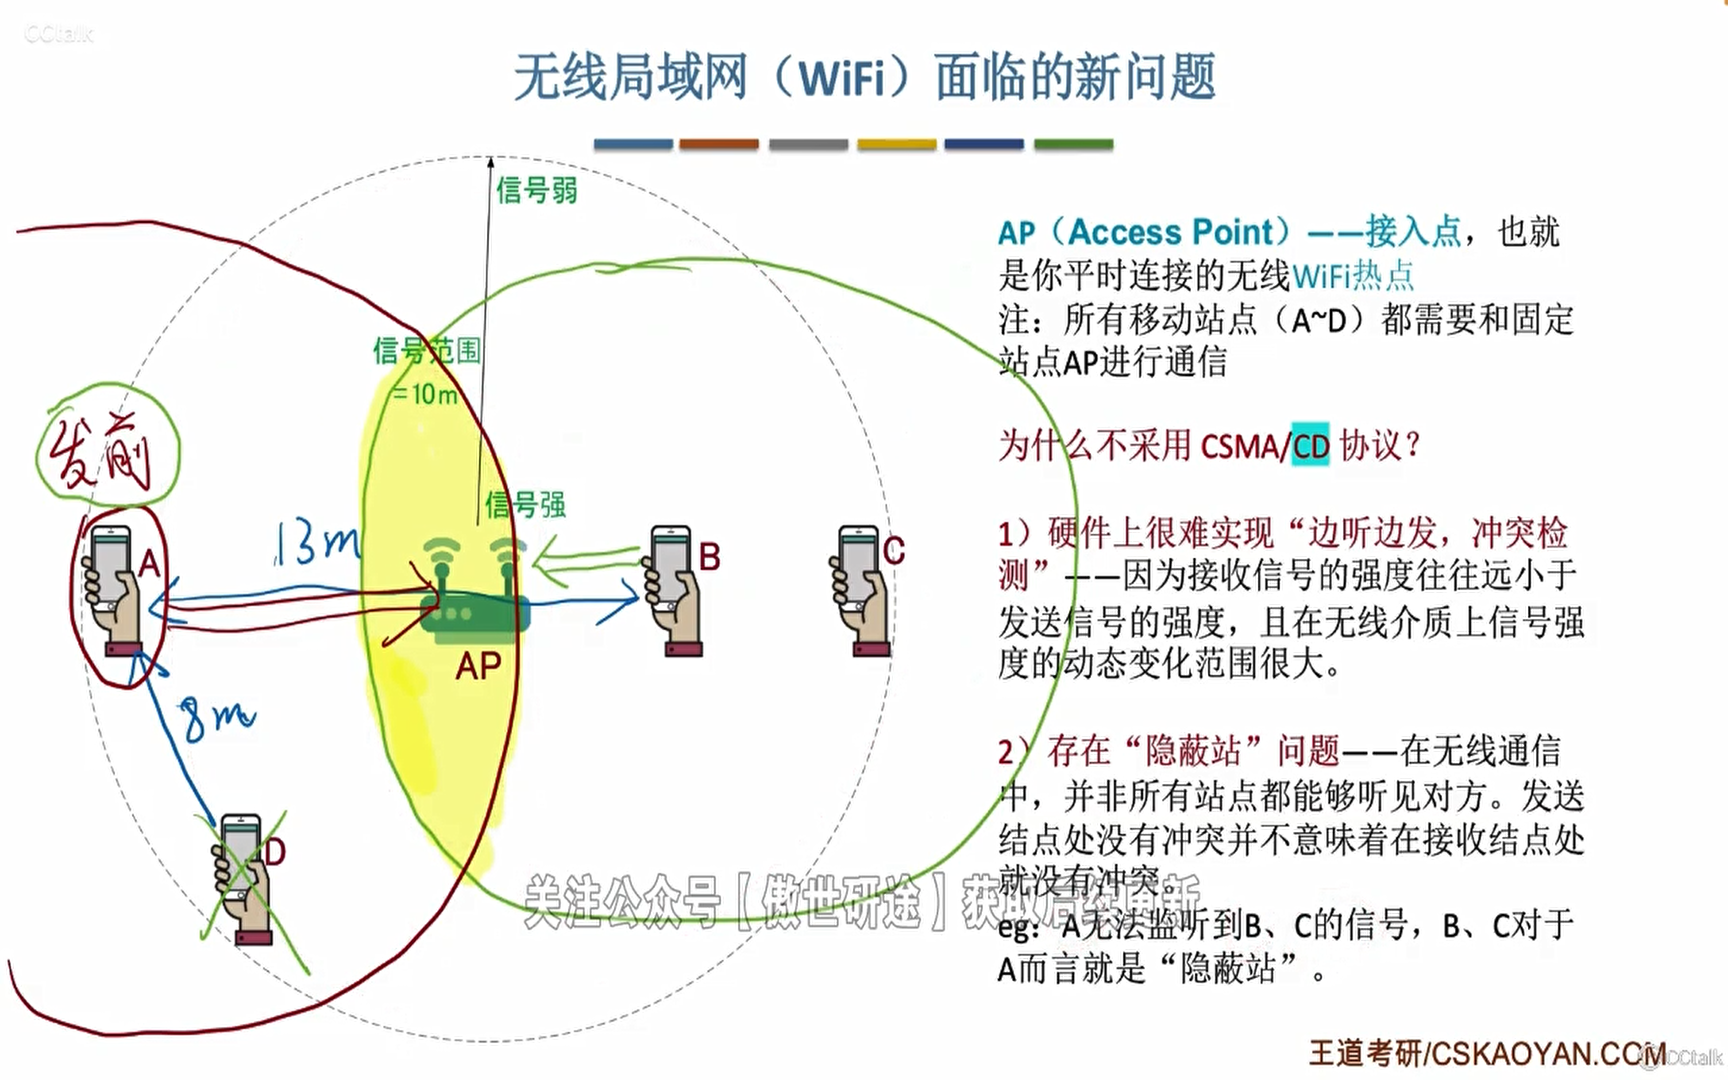 CCtalk
无线局域网（WiFi）面临的新问题
信号弱
信号范围
=10m
信号强
发前
A
13m
B
C
AP
8m
D
AP（Access Point）——接入点，也就
是你平时连接的无线WiFi热点
注：所有移动站点（A~D）都需要和固定
站点AP进行通信
为什么不采用 CSMA/CD 协议？
1）硬件上很难实现“边听边发，冲突检
测”——因为接收信号的强度往往远小于
发送信号的强度，且在无线介质上信号强
度的动态变化范围很大。
2）存在“隐蔽站”问题——在无线通信
中，并非所有站点都能够听见对方。发送
结点处没有冲突并不意味着在接收结点处
就没有冲突。
关注公众号【傲世研途】获取后续更新
eg：A无法监听到B、C的信号，B、C对于
A而言就是“隐蔽站”。
王道考研/CSKAOYAN.COM
CCtalk